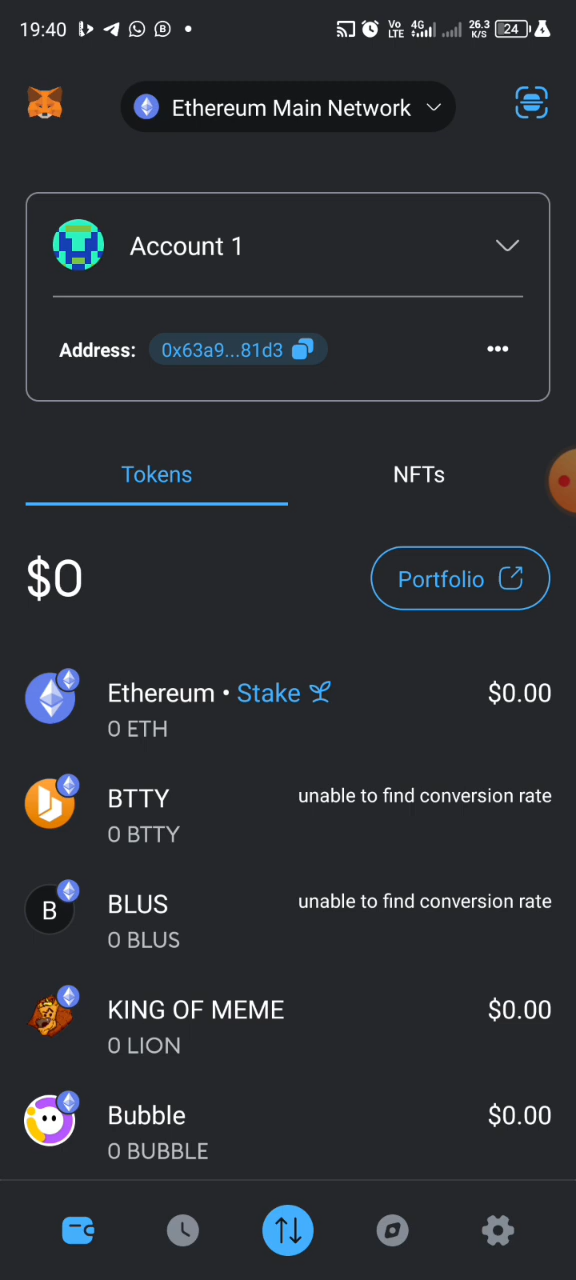 19:40
Vo LTE 4G 26.3 K/S 24
Ethereum Main Network
Account 1
Address: 0x63a9...81d3
Tokens NFTs
$0 Portfolio
Ethereum • Stake $0.00
0 ETH
BTTY unable to find conversion rate
0 BTTY
BLUS unable to find conversion rate
B
0 BLUS
KING OF MEME $0.00
0 LION
Bubble $0.00
0 BUBBLE